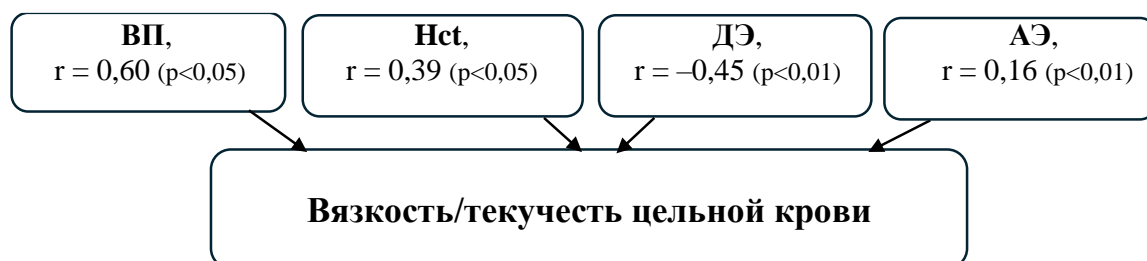 ВП,
r = 0,60 (p<0,05)
Hct,
r = 0,39 (p<0,05)
ДЭ,
r = –0,45 (p<0,01)
АЭ,
r = 0,16 (p<0,01)
Вязкость/текучесть цельной крови